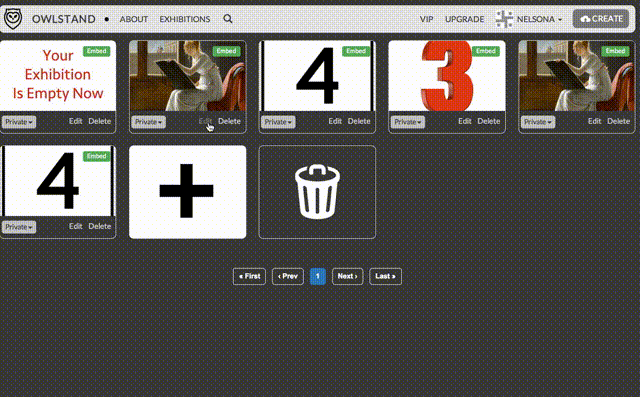 OWLSTAND • ABOUT EXHIBITIONS VIP UPGRADE NELSONA CREATE
Your
Exhibition
Is Empty Now
Embed
Private Edit Delete
Embed
Private Edit Delete
4
Embed
Private Edit Delete
3
Embed
Private Edit Delete
Embed
Private Edit Delete
4
Embed
Private Edit Delete
+
« First ‹ Prev 1 Next › Last »